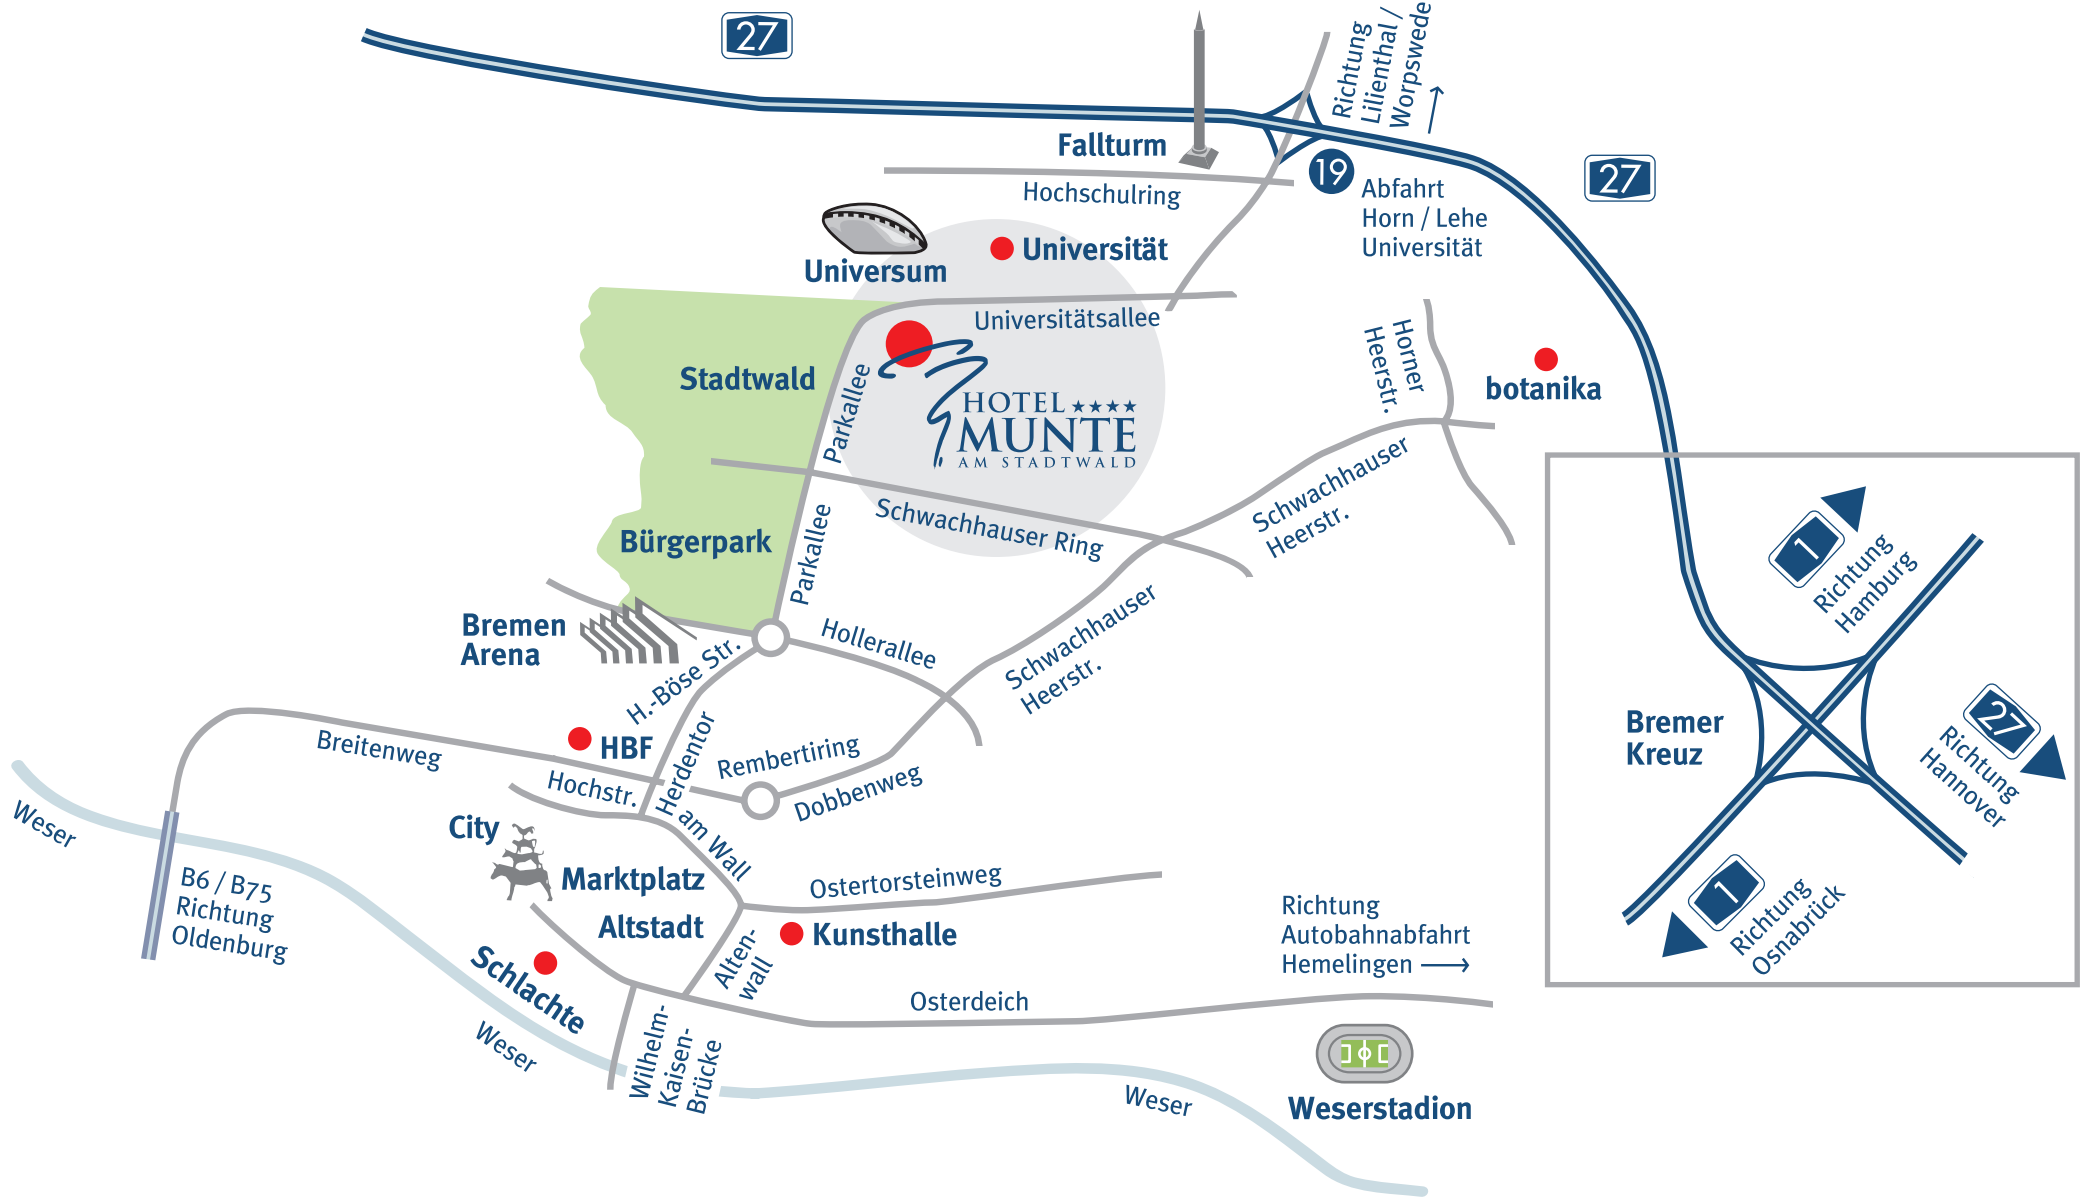 27
Richtung
Lilienthal /
Worpswede
Fallturm
19
27
Hochschulring
Abfahrt
Horn / Lehe
Universität
Universum
Universität
Universitätsallee
Stadtwald
Parkallee
HOTEL ★★★★
MUNTE
AM STADTWALD
Horner
Heerstr.
botanika
Schwachhauser
Heerstr.
Schwachhauser Ring
Bürgerpark
Parkallee
1
Richtung
Hamburg
Bremen
Arena
Hollerallee
Schwachhauser
Heerstr.
H.-Böse Str.
Bremer
Kreuz
27
Richtung
Hannover
Breitenweg
HBF
Herdentor
Rembertiring
Hochstr.
Dobbenweg
Weser
City
am Wall
Marktplatz
Ostertorsteinweg
B6 / B75
Richtung
Oldenburg
Altstadt
Kunsthalle
1
Richtung
Osnabrück
Richtung
Autobahnabfahrt
Hemelingen
Schlachte
Alten-
wall
Osterdeich
Weser
Wilhelm-
Kaisen-
Brücke
Weser
Weserstadion